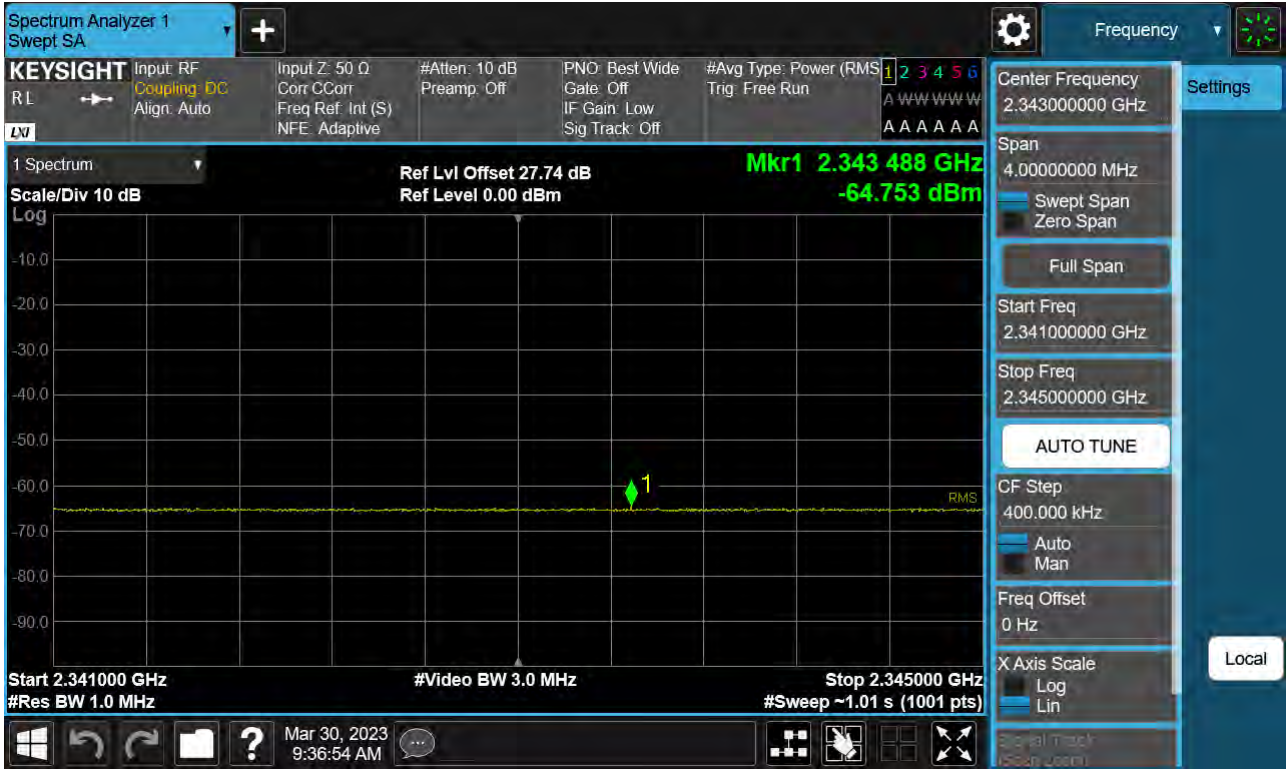 Spectrum Analyzer 1
Swept SA
+
Frequency
KEYSIGHT
R L
LXI
Input: RF
Coupling: DC
Align: Auto
Input Z: 50 Ω
Corr CCorr
Freq Ref: Int (S)
NFE: Adaptive
#Atten: 10 dB
Preamp: Off
PNO: Best Wide
Gate: Off
IF Gain: Low
Sig Track: Off
#Avg Type: Power (RMS
Trig: Free Run
1 2 3 4 5 6
A W W W W W
A A A A A A
1 Spectrum
Scale/Div 10 dB
Log
Ref Lvl Offset 27.74 dB
Ref Level 0.00 dBm
Mkr1 2.343 488 GHz
-64.753 dBm
-10.0
-20.0
-30.0
-40.0
-50.0
-60.0
-70.0
-80.0
-90.0
1
RMS
Start 2.341000 GHz
#Res BW 1.0 MHz
#Video BW 3.0 MHz
Stop 2.345000 GHz
#Sweep ~1.01 s (1001 pts)
Center Frequency
2.343000000 GHz
Span
4.00000000 MHz
Swept Span
Zero Span
Full Span
Start Freq
2.341000000 GHz
Stop Freq
2.345000000 GHz
AUTO TUNE
CF Step
400.000 kHz
Auto
Man
Freq Offset
0 Hz
X Axis Scale
Log
Lin
Signal Track
(Span Zoom)
Settings
Local
?
Mar 30, 2023
9:36:54 AM